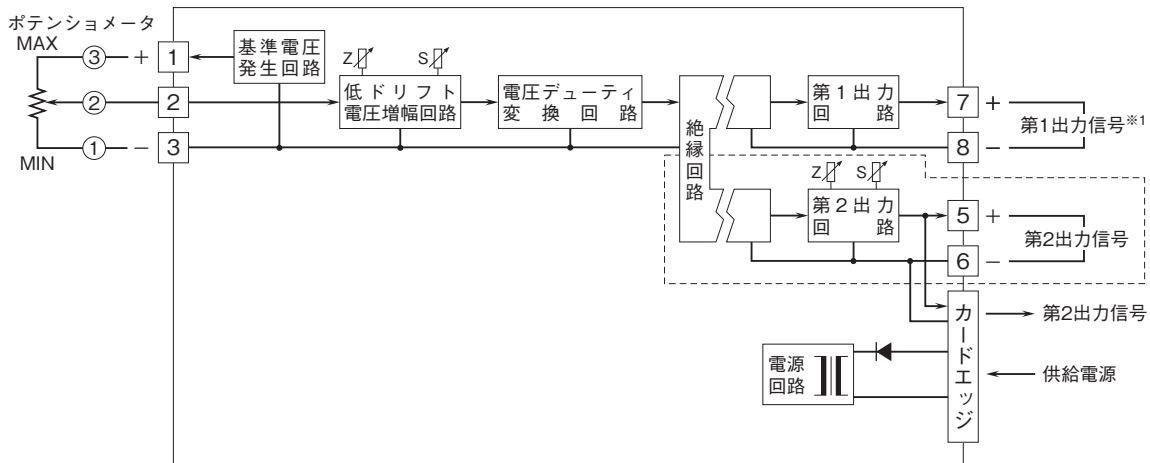 ポテンショメータ
MAX
③
+
1
基準電圧
発生回路
②
2
Z
S
低ドリフト
電圧増幅回路
電圧デューティ
変換回路
絶縁回路
第1出力
回路
7
+
第1出力信号※1
8
−
MIN
①
−
3
Z
S
第2出力
回路
5
+
第2出力信号
6
−
カードエッジ
第2出力信号
供給電源
電源
回路